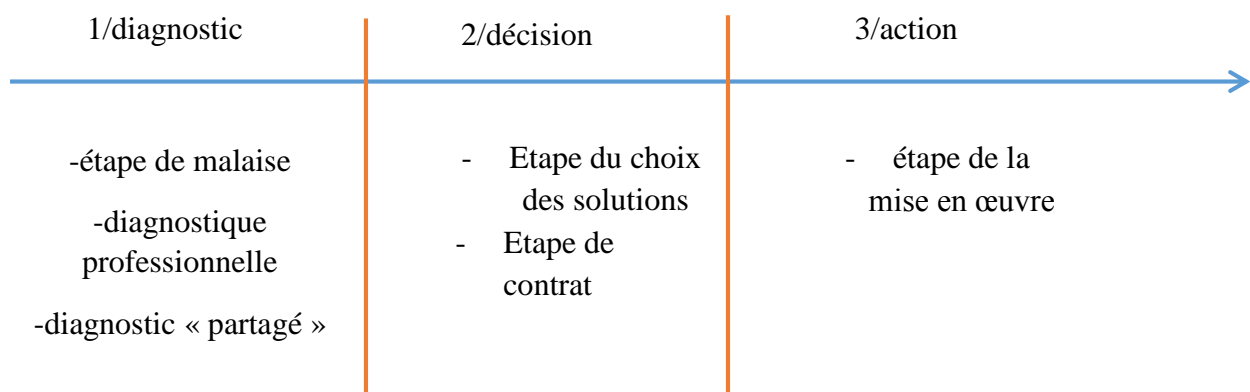 1/diagnostic
2/décision
3/action
-étape de malaise
-diagnostique
professionnelle
-diagnostic « partagé »
- Etape du choix
des solutions
- Etape de
contrat
- étape de la
mise en œuvre